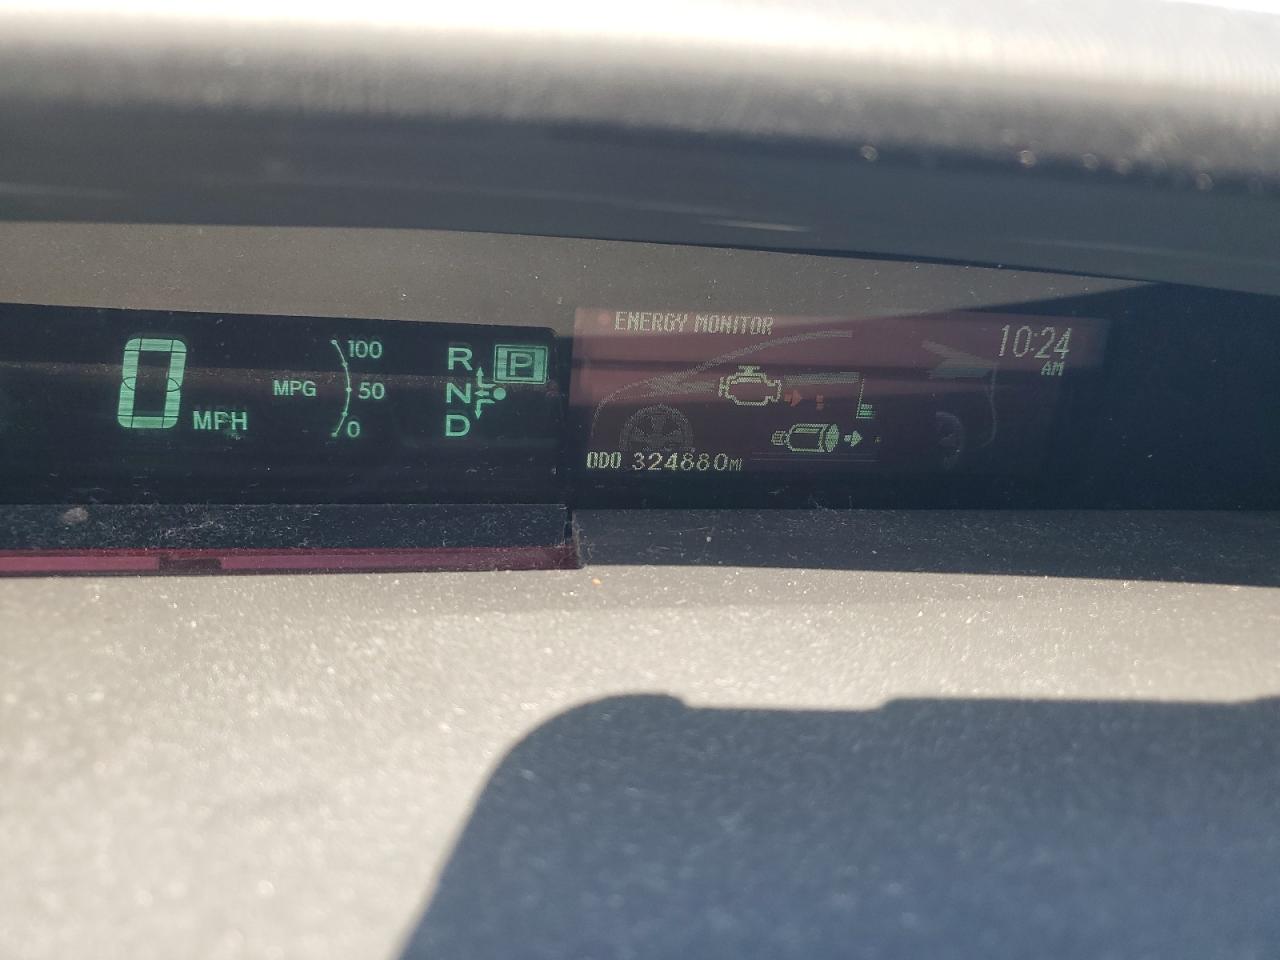 0 MPH
MPG
100
50
0
R
N
D
P
ENERGY MONITOR
10:24
AM
ODO 324880MI